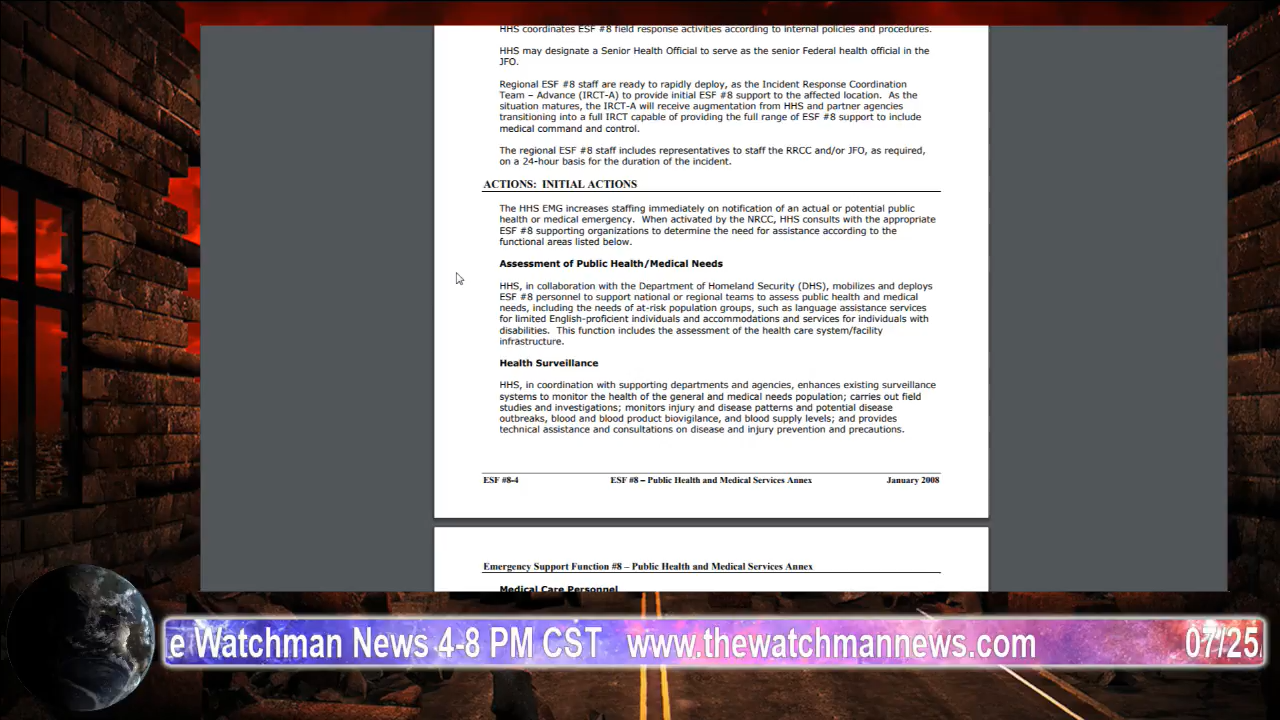 HHS coordinates ESF #8 field response activities according to internal policies and procedures.
HHS may designate a Senior Health Official to serve as the senior Federal health official in the
JFO.
Regional ESF #8 staff are ready to rapidly deploy, as the Incident Response Coordination
Team – Advance (IRCT-A) to provide initial ESF #8 support to the affected location. As the
situation matures, the IRCT-A will receive augmentation from HHS and partner agencies
transitioning into a full IRCT capable of providing the full range of ESF #8 support to include
medical command and control.
The regional ESF #8 staff includes representatives to staff the RRCC and/or JFO, as required,
on a 24-hour basis for the duration of the incident.
ACTIONS: INITIAL ACTIONS
The HHS EMG increases staffing immediately on notification of an actual or potential public
health or medical emergency. When activated by the NRCC, HHS consults with the appropriate
ESF #8 supporting organizations to determine the need for assistance according to the
functional areas listed below.
Assessment of Public Health/Medical Needs
HHS, in collaboration with the Department of Homeland Security (DHS), mobilizes and deploys
ESF #8 personnel to support national or regional teams to assess public health and medical
needs, including the needs of at-risk population groups, such as language assistance services
for limited English-proficient individuals and accommodations and services for individuals with
disabilities. This function includes the assessment of the health care system/facility
infrastructure.
Health Surveillance
HHS, in coordination with supporting departments and agencies, enhances existing surveillance
systems to monitor the health of the general and medical needs population; carries out field
studies and investigations; monitors injury and disease patterns and potential disease
outbreaks, blood and blood product biovigilance, and blood supply levels; and provides
technical assistance and consultations on disease and injury prevention and precautions.
ESF #8-4 ESF #8 – Public Health and Medical Services Annex January 2008
Emergency Support Function #8 – Public Health and Medical Services Annex
Medical Care Personnel
e Watchman News 4-8 PM CST www.thewatchmannews.com 07/25